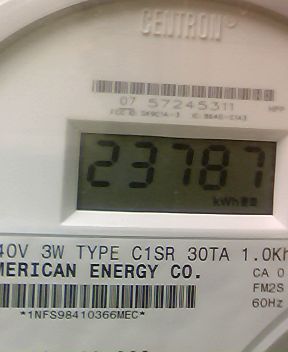 CENTRON
07 57245311
23787
kWh
40V 3W TYPE C1SR 30TA 1.0Kh
MERICAN ENERGY CO. CA 0
FM2S
60Hz
*1NFS98410366MEC*